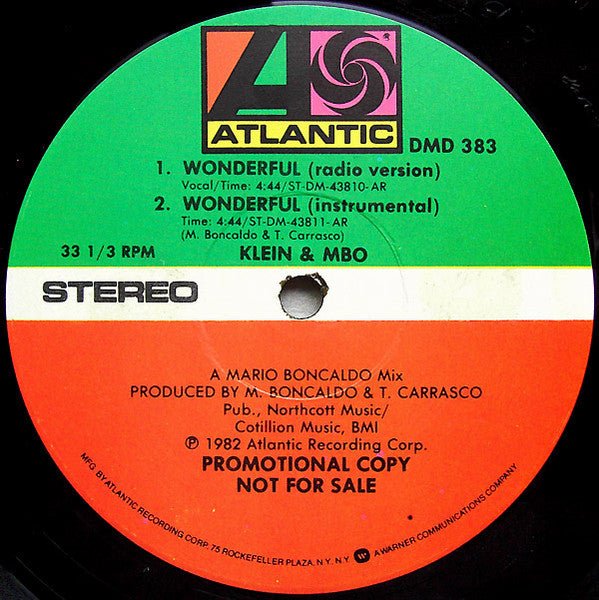 ATLANTIC
DMD 383
1. WONDERFUL (radio version)
Vocal/Time: 4:44/ST-DM-43810-AR
2. WONDERFUL (instrumental)
Time: 4:44/ST-DM-43811-AR
(M. Boncaldo & T. Carrasco)
33 1/3 RPM
KLEIN & MBO
STEREO
A MARIO BONCALDO Mix
PRODUCED BY M. BONCALDO & T. CARRASCO
Pub., Northcott Music/
Cotillion Music, BMI
℗ 1982 Atlantic Recording Corp.
PROMOTIONAL COPY
NOT FOR SALE
MFG. BY ATLANTIC RECORDING CORP. 75 ROCKEFELLER PLAZA, N.Y. N.Y. A WARNER COMMUNICATIONS COMPANY